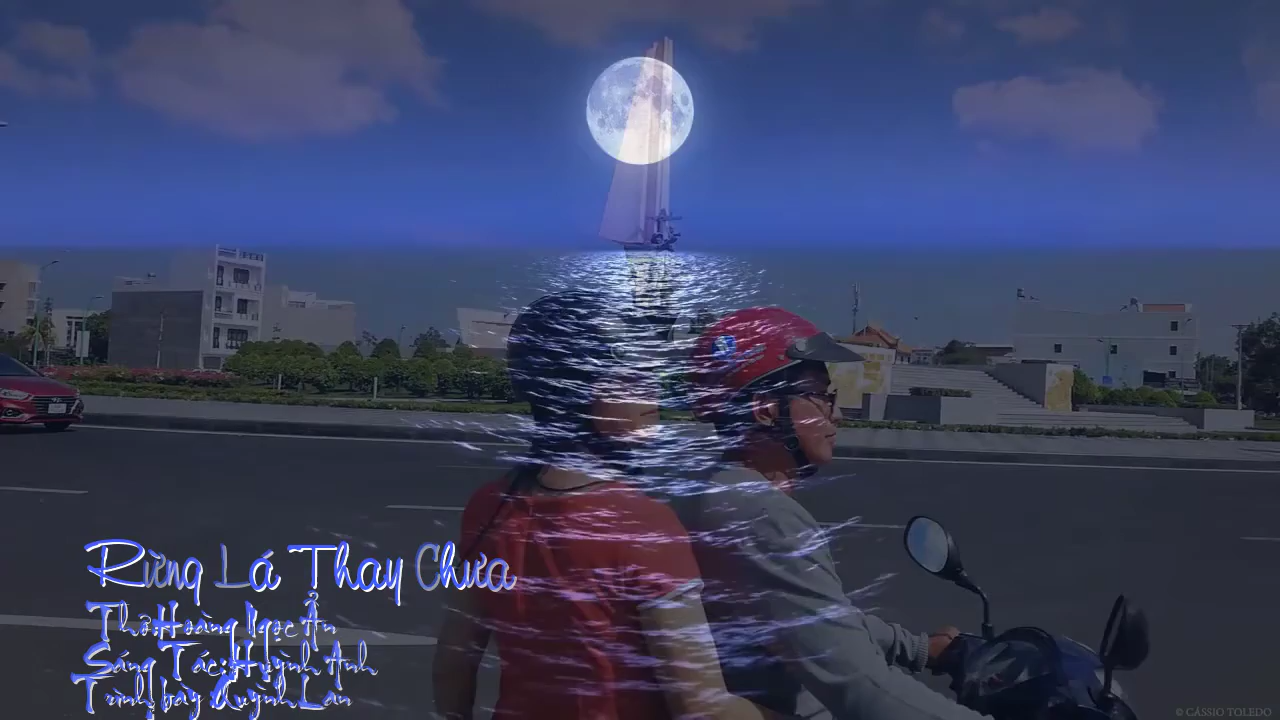 Rừng Lá Thay Chưa
Thơ:Hoàng Ngọc Ẩn
Sáng Tác:Huỳnh Anh
Trình bày :Quỳnh Lan
© CÁSSIO TOLEDO